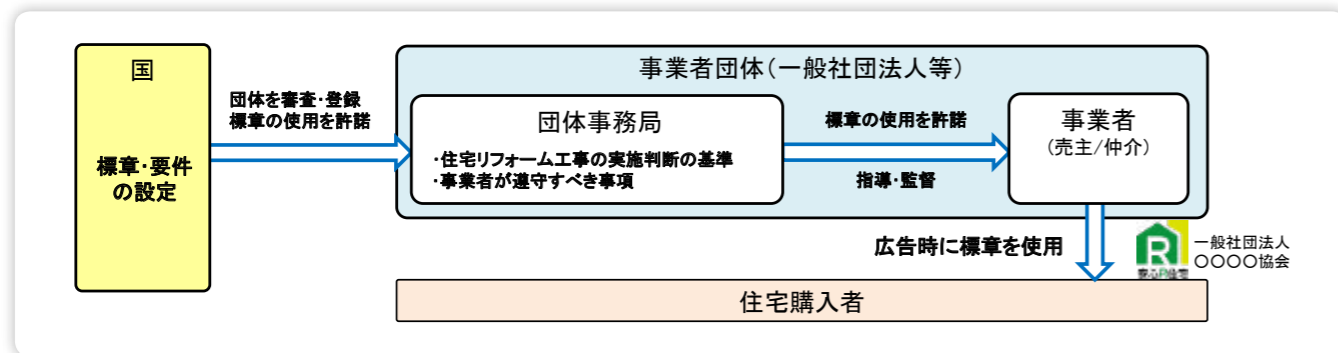 国
標章・要件
の設定
団体を審査・登録
標章の使用を許諾
事業者団体(一般社団法人等)
団体事務局
・住宅リフォーム工事の実施判断の基準
・事業者が遵守すべき事項
標章の使用を許諾
指導・監督
事業者
(売主/仲介)
広告時に標章を使用
R
安心R住宅
一般社団法人
〇〇〇〇協会
住宅購入者